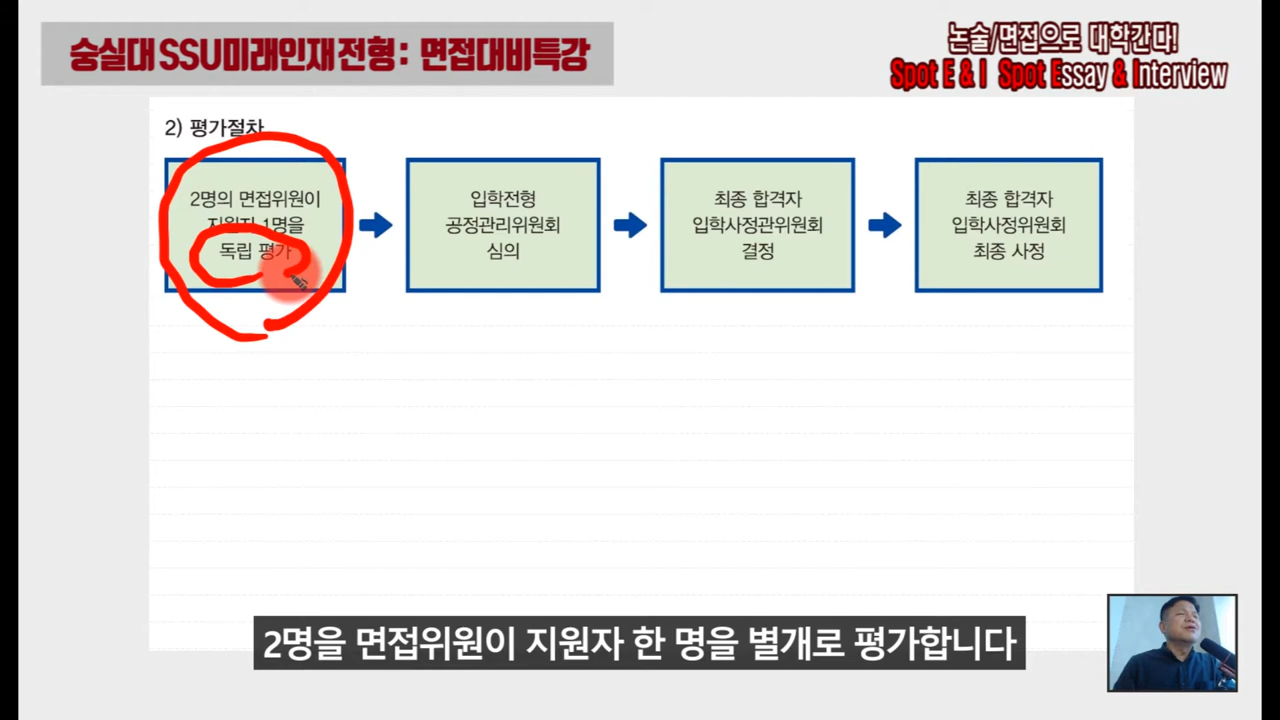 숭실대 SSU미래인재 전형 : 면접대비특강
논술/면접으로 대학간다!
Spot E & I Spot Essay & Interview
2) 평가절차
2명의 면접위원이
지원자 1명을
독립 평가
입학전형
공정관리위원회
심의
최종 합격자
입학사정관위원회
결정
최종 합격자
입학사정위원회
최종 사정
2명을 면접위원이 지원자 한 명을 별개로 평가합니다